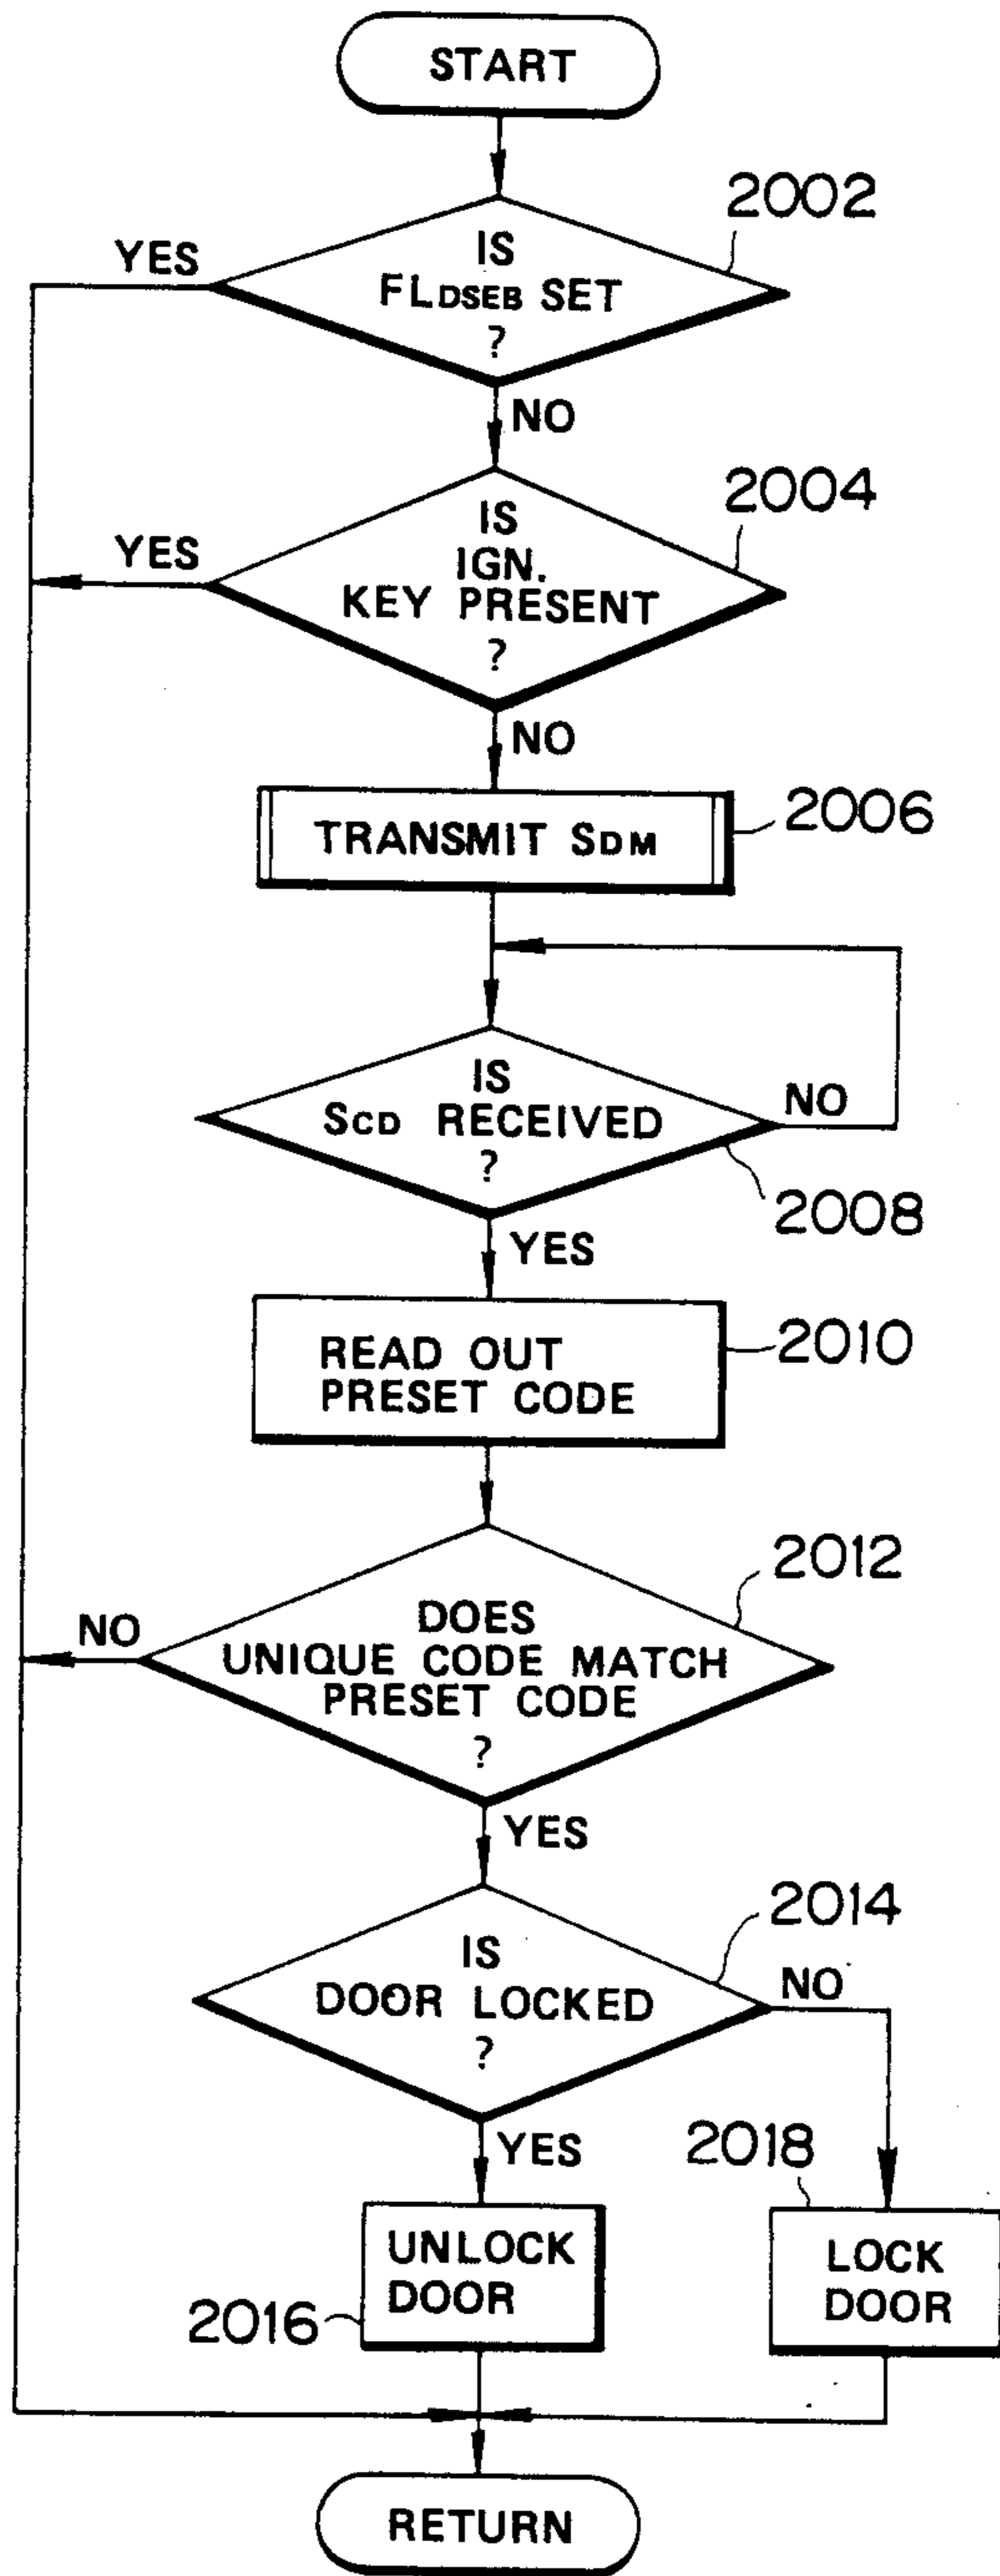 START
2002
YES
IS
FLDSEB SET
?
NO
2004
YES
IS
IGN.
KEY PRESENT
?
NO
TRANSMIT SDM
2006
IS
SCD RECEIVED
?
NO
2008
YES
READ OUT
PRESET CODE
2010
2012
NO
DOES
UNIQUE CODE MATCH
PRESET CODE
?
YES
2014
IS
DOOR LOCKED
?
NO
YES
2018
UNLOCK
DOOR
2016
LOCK
DOOR
RETURN